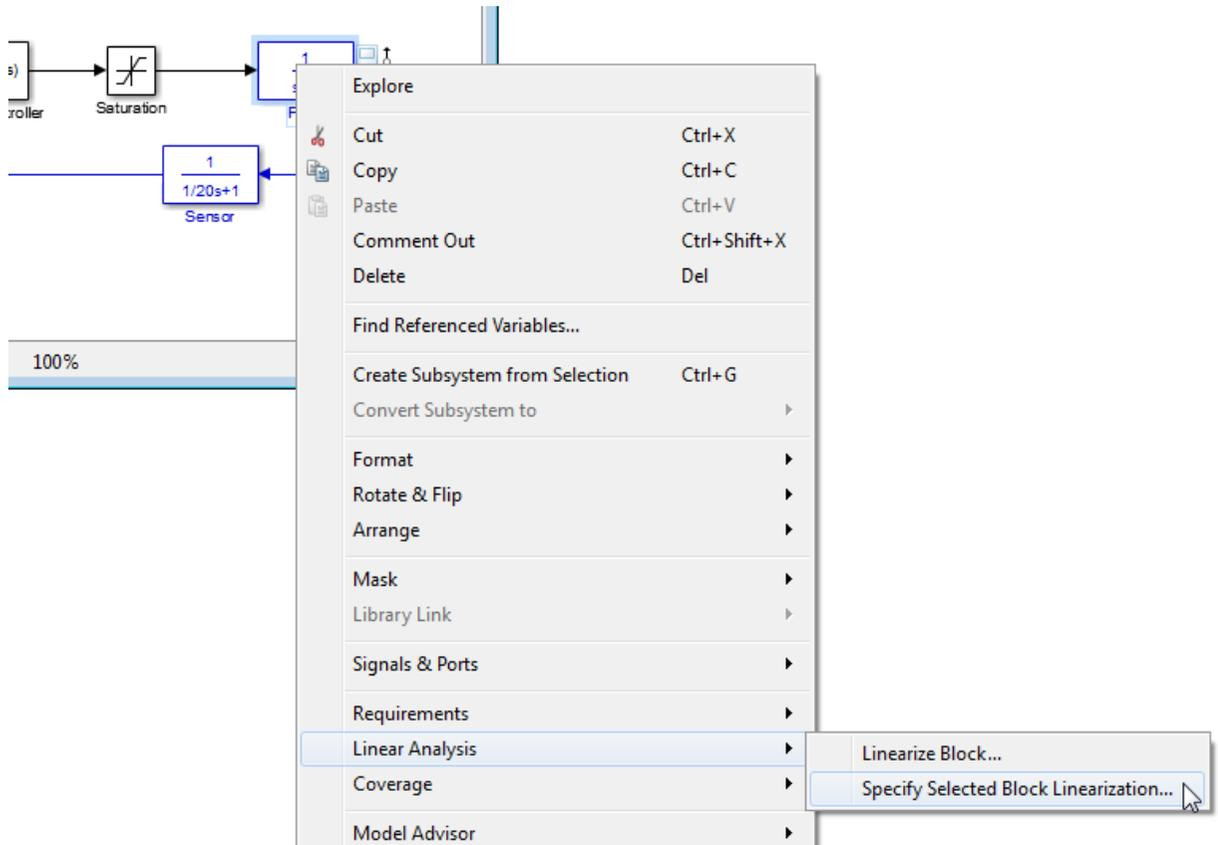 1
s)
roller
Saturation
1
1/20s+1
Sensor
100%
Explore
Cut Ctrl+X
Copy Ctrl+C
Paste Ctrl+V
Comment Out Ctrl+Shift+X
Delete Del
Find Referenced Variables...
Create Subsystem from Selection Ctrl+G
Convert Subsystem to
Format
Rotate & Flip
Arrange
Mask
Library Link
Signals & Ports
Requirements
Linear Analysis
Coverage
Model Advisor
Linearize Block...
Specify Selected Block Linearization...